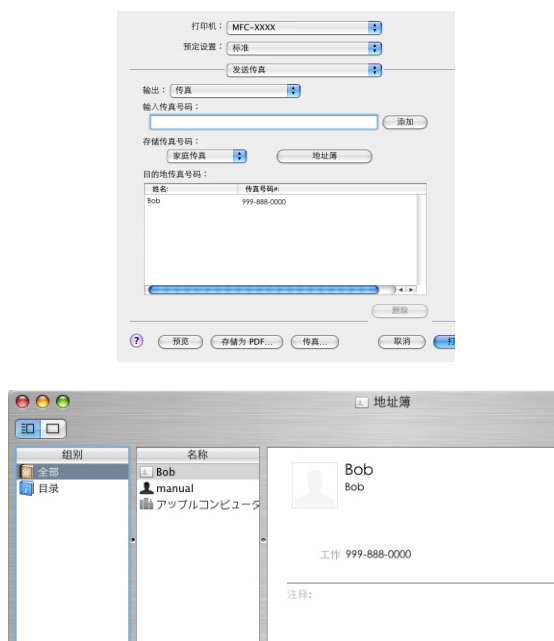 打印机： MFC-XXXX
预定设置： 标准
发送传真
输出： 传真
输入传真号码：
添加
存储传真号码：
家庭传真 地址薄
目的地传真号码：
姓名: 传真号码#:
Bob 999-888-0000
删除
? 预览 存储为 PDF... 传真... 取消 打
地址簿
组别 名称
全部 Bob
目录 manual
アップルコンピュータ
Bob
Bob
工作 999-888-0000
注释: